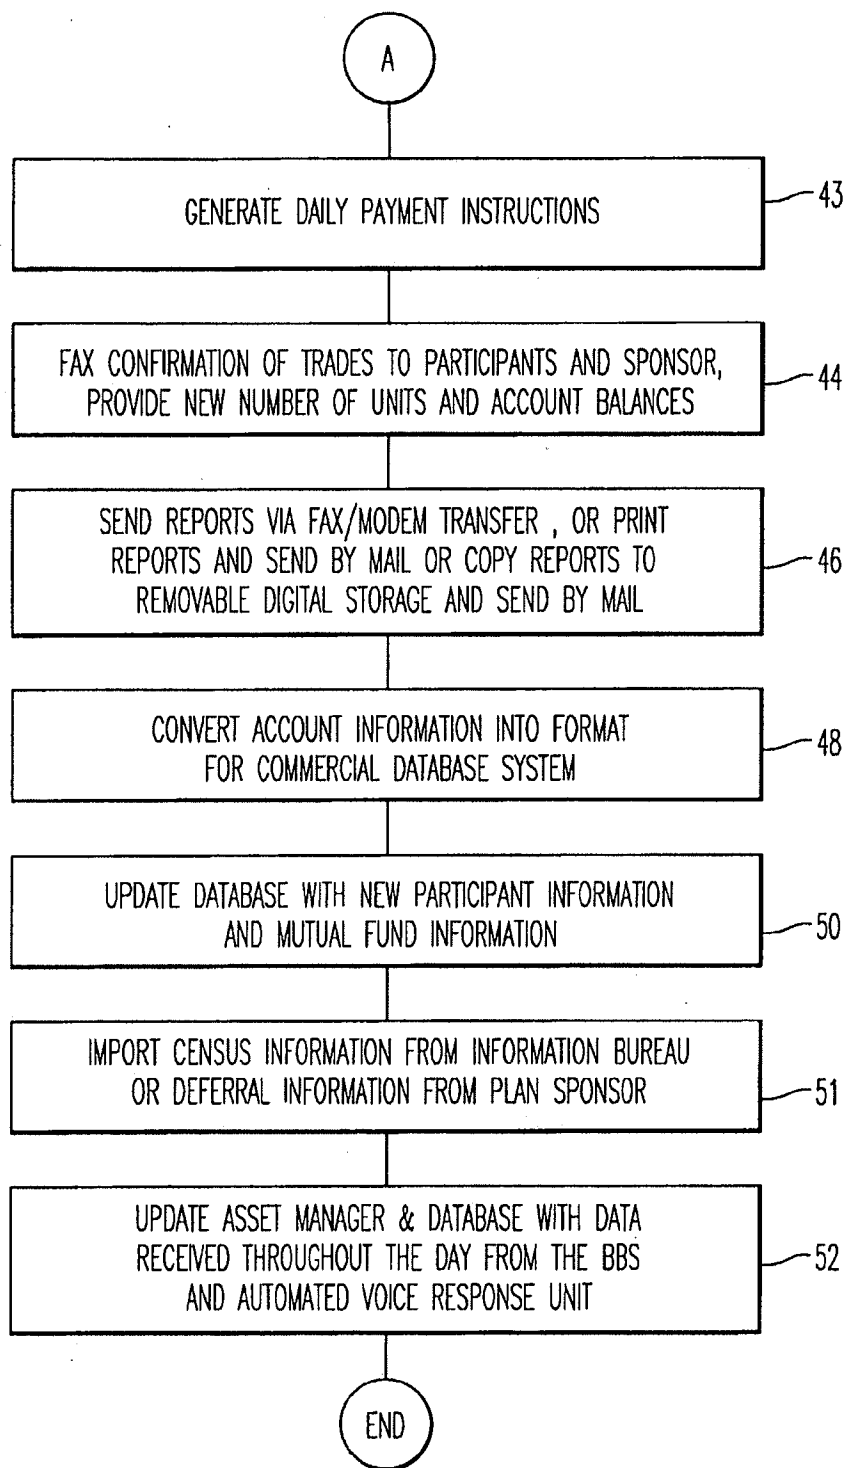 A
GENERATE DAILY PAYMENT INSTRUCTIONS
43
FAX CONFIRMATION OF TRADES TO PARTICIPANTS AND SPONSOR,
PROVIDE NEW NUMBER OF UNITS AND ACCOUNT BALANCES
44
SEND REPORTS VIA FAX/MODEM TRANSFER , OR PRINT
REPORTS AND SEND BY MAIL OR COPY REPORTS TO
REMOVABLE DIGITAL STORAGE AND SEND BY MAIL
46
CONVERT ACCOUNT INFORMATION INTO FORMAT
FOR COMMERCIAL DATABASE SYSTEM
48
UPDATE DATABASE WITH NEW PARTICIPANT INFORMATION
AND MUTUAL FUND INFORMATION
50
IMPORT CENSUS INFORMATION FROM INFORMATION BUREAU
OR DEFERRAL INFORMATION FROM PLAN SPONSOR
51
UPDATE ASSET MANAGER & DATABASE WITH DATA
RECEIVED THROUGHOUT THE DAY FROM THE BBS
AND AUTOMATED VOICE RESPONSE UNIT
52
END